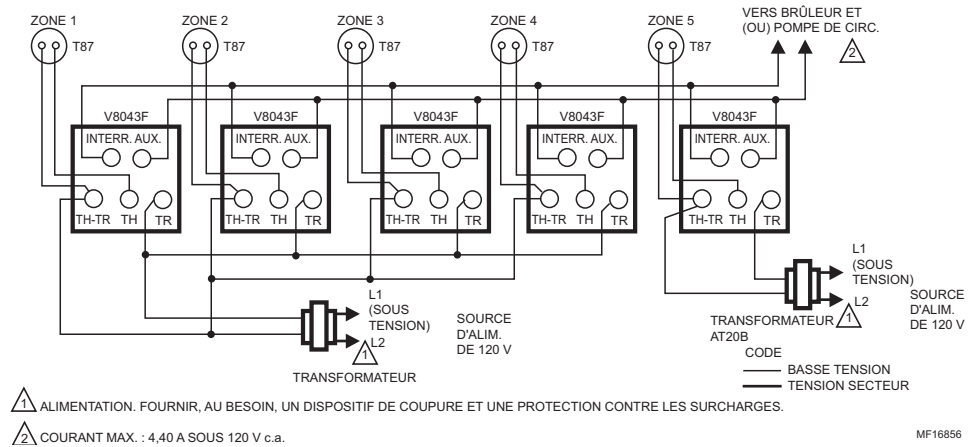 ZONE 1
ZONE 2
ZONE 3
ZONE 4
ZONE 5
VERS BRÛLEUR ET
(OU) POMPE DE CIRC.
2
T87
T87
T87
T87
T87
V8043F
V8043F
V8043F
V8043F
V8043F
INTERR. AUX.
INTERR. AUX.
INTERR. AUX.
INTERR. AUX.
INTERR. AUX.
TH-TR TH TR
TH-TR TH TR
TH-TR TH TR
TH-TR TH TR
TH-TR TH TR
L1
(SOUS
TENSION)
L2
1
SOURCE
D'ALIM.
DE 120 V
TRANSFORMATEUR
L1
(SOUS
TENSION)
L2
1
SOURCE
D'ALIM.
DE 120 V
TRANSFORMATEUR
AT20B
CODE
BASSE TENSION
TENSION SECTEUR
1 ALIMENTATION. FOURNIR, AU BESOIN, UN DISPOSITIF DE COUPURE ET UNE PROTECTION CONTRE LES SURCHARGES.
2 COURANT MAX. : 4,40 A SOUS 120 V c.a.
MF16856